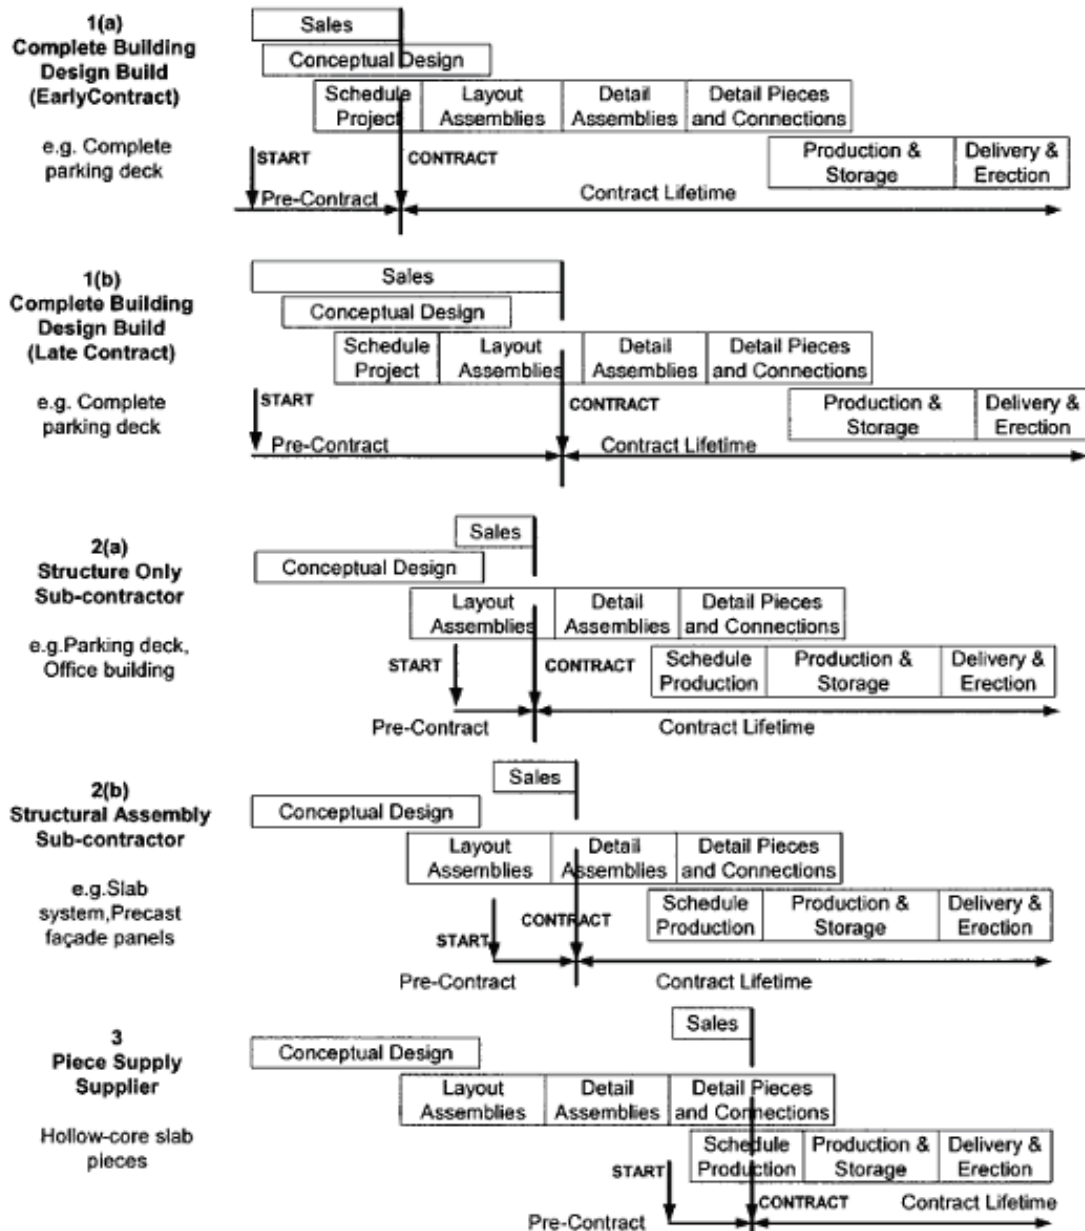 1(a)
Complete Building
Design Build
(EarlyContract)
e.g. Complete
parking deck
Sales
Conceptual Design
Schedule
Project
Layout
Assemblies
Detail
Assemblies
Detail Pieces
and Connections
Production &
Storage
Delivery &
Erection
START
CONTRACT
Pre-Contract
Contract Lifetime
1(b)
Complete Building
Design Build
(Late Contract)
e.g. Complete
parking deck
Sales
Conceptual Design
Schedule
Project
Layout
Assemblies
Detail
Assemblies
Detail Pieces
and Connections
Production &
Storage
Delivery &
Erection
START
CONTRACT
Pre-Contract
Contract Lifetime
2(a)
Structure Only
Sub-contractor
e.g.Parking deck,
Office building
Sales
Conceptual Design
Layout
Assemblies
Detail
Assemblies
Detail Pieces
and Connections
Schedule
Production
Production &
Storage
Delivery &
Erection
START
CONTRACT
Pre-Contract
Contract Lifetime
2(b)
Structural Assembly
Sub-contractor
e.g.Slab
system,Precast
façade panels
Sales
Conceptual Design
Layout
Assemblies
Detail
Assemblies
Detail Pieces
and Connections
Schedule
Production
Production &
Storage
Delivery &
Erection
START
CONTRACT
Pre-Contract
Contract Lifetime
3
Piece Supply
Supplier
Hollow-core slab
pieces
Sales
Conceptual Design
Layout
Assemblies
Detail
Assemblies
Detail Pieces
and Connections
Schedule
Production
Production &
Storage
Delivery &
Erection
START
CONTRACT
Pre-Contract
Contract Lifetime